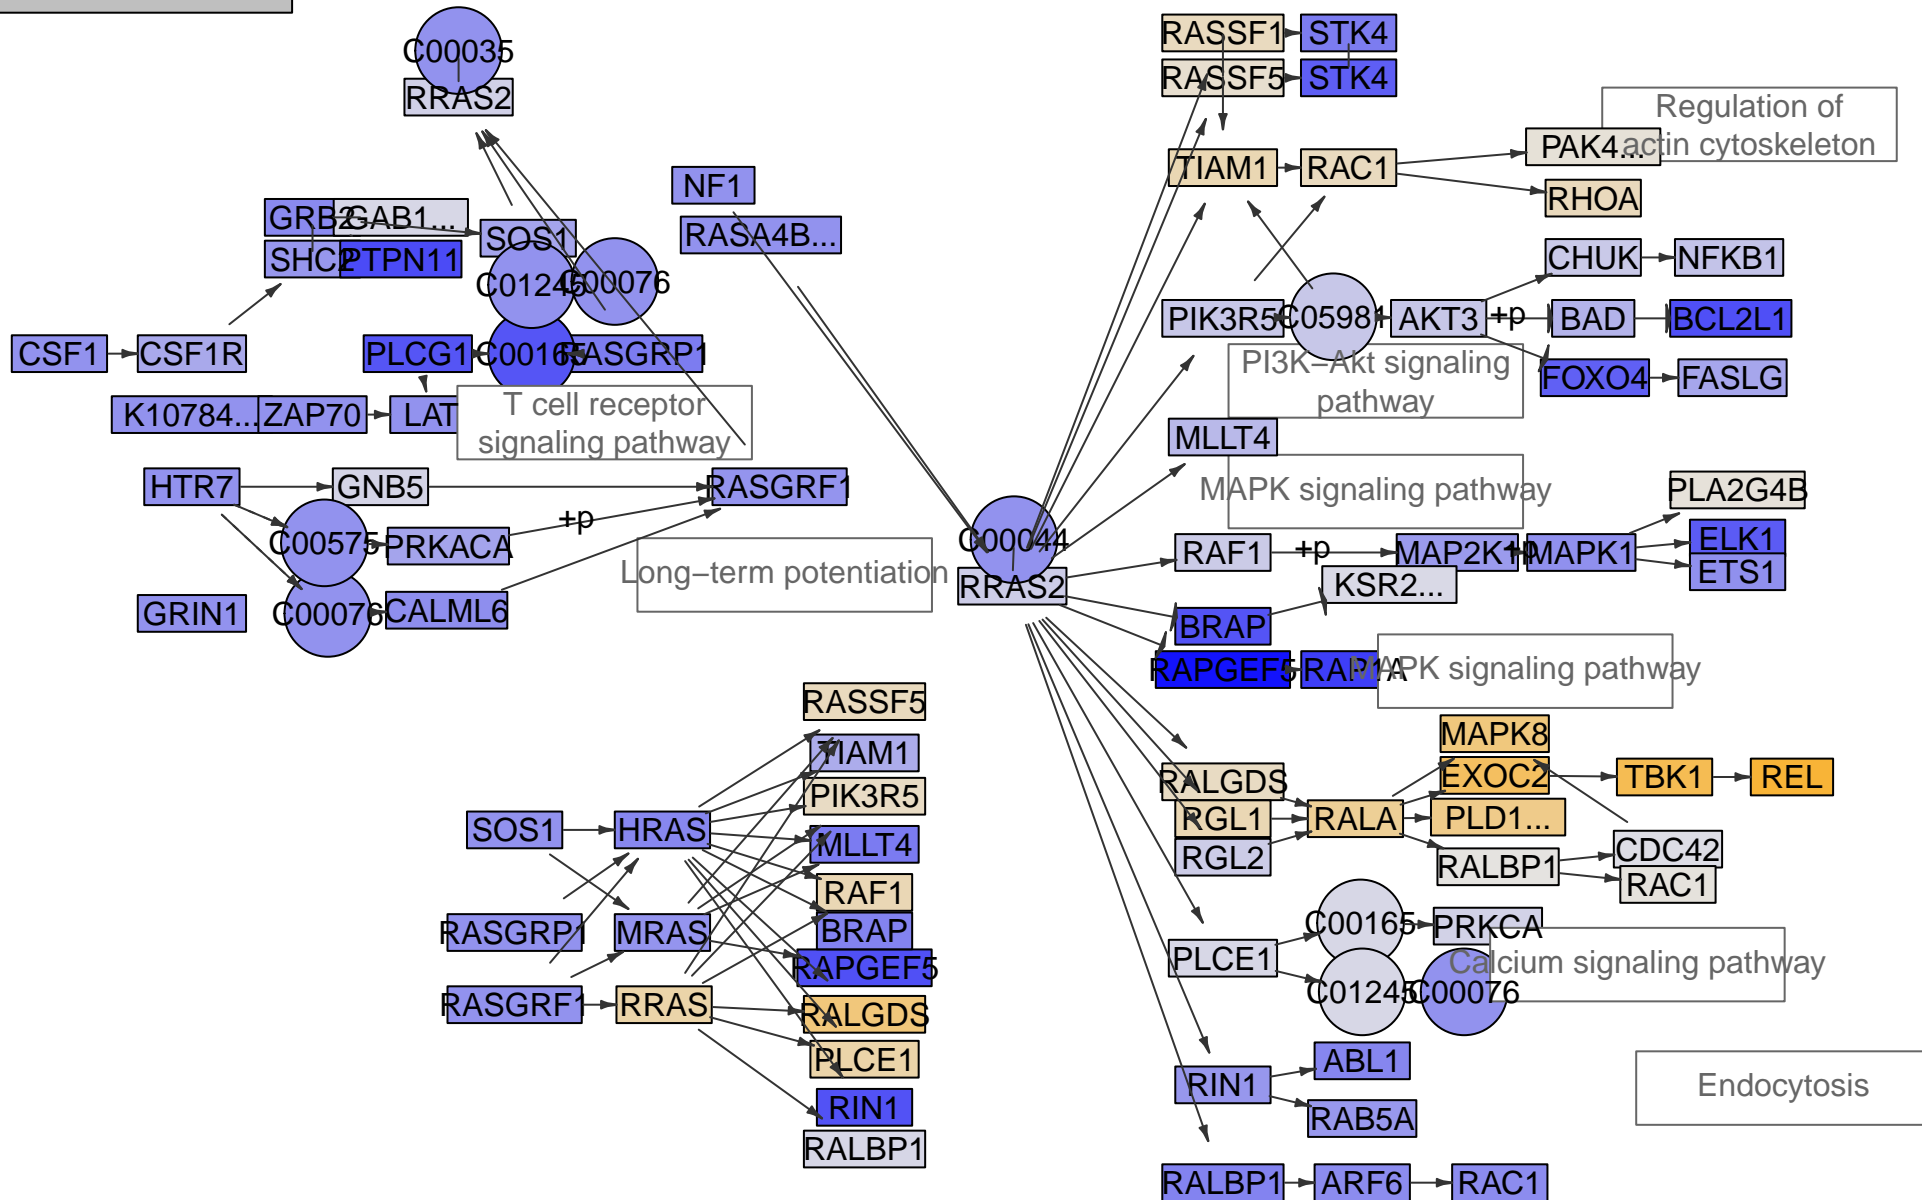 C00035
RRAS2
NF1
RASA4B...
GRB2
GAB1...
SHC2
PTPN11
SOS1
C01245
C00076
CSF1
CSF1R
PLCG1
C00165
RASGRP1
K10784...
ZAP70
LAT
T cell receptor
signaling pathway
HTR7
GNB5
RASGRF1
C00575
PRKACA
+p
C00076
CALML6
GRIN1
Long−term potentiation
C00044
RRAS2
RASSF1
STK4
RASSF5
STK4
Regulation of
actin cytoskeleton
PAK4...
TIAM1
RAC1
RHOA
CHUK
NFKB1
PIK3R5
C05981
AKT3
+p
BAD
BCL2L1
PI3K−Akt signaling
pathway
FOXO4
FASLG
MLLT4
MAPK signaling pathway
PLA2G4B
RAF1
+p
MAP2K1
+p
MAPK1
ELK1
ETS1
KSR2...
BRAP
RAPGEF5
RAP1A
MAPK signaling pathway
RASSF5
TIAM1
PIK3R5
SOS1
HRAS
MLLT4
RAF1
RASGRP1
MRAS
BRAP
RAPGEF5
RASGRF1
RRAS
RALGDS
PLCE1
RIN1
RALBP1
MAPK8
RALGDS
EXOC2
TBK1
REL
RGL1
RALA
PLD1...
RGL2
RALBP1
CDC42
RAC1
C00165
PRKCA
PLCE1
Calcium signaling pathway
C01245
C00076
ABL1
RIN1
RAB5A
Endocytosis
RALBP1
ARF6
RAC1